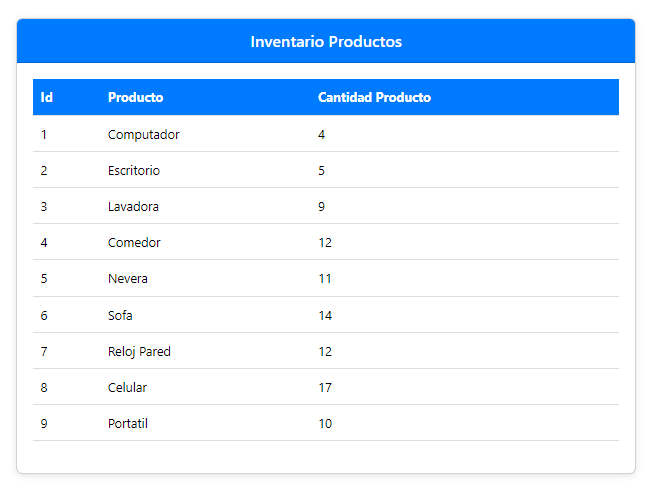 Inventario Productos
Id Producto Cantidad Producto
1 Computador 4
2 Escritorio 5
3 Lavadora 9
4 Comedor 12
5 Nevera 11
6 Sofa 14
7 Reloj Pared 12
8 Celular 17
9 Portatil 10